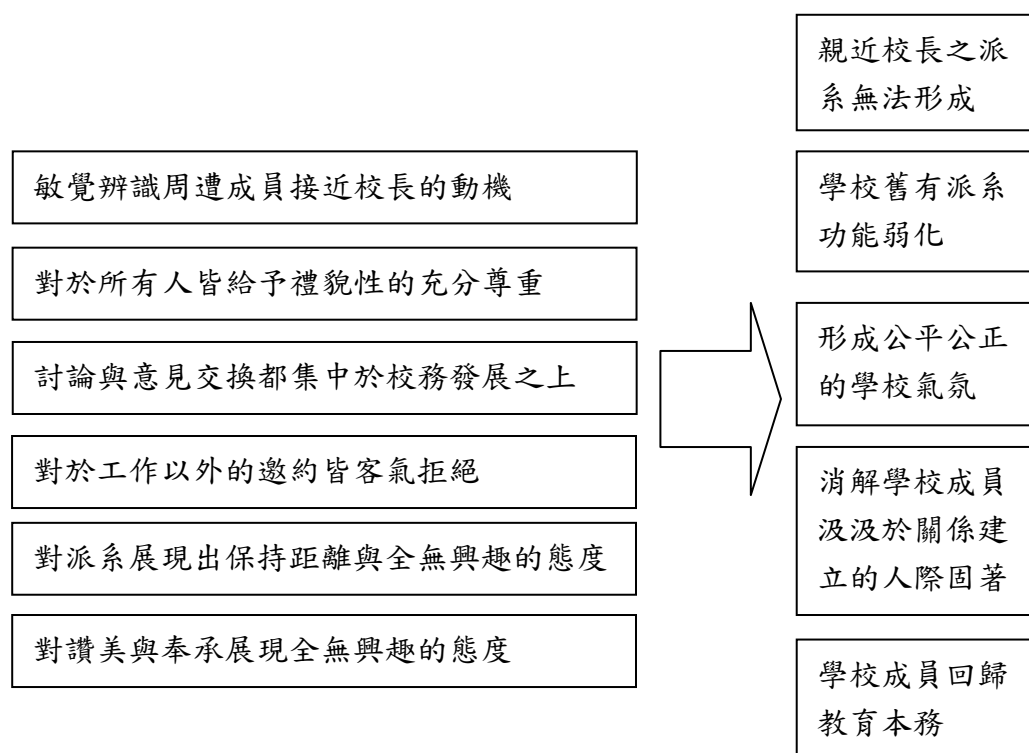 敏覺辨識周遭成員接近校長的動機
對於所有人皆給予禮貌性的充分尊重
討論與意見交換都集中於校務發展之上
對於工作以外的邀約皆客氣拒絕
對派系展現出保持距離與全無興趣的態度
對讚美與奉承展現全無興趣的態度
親近校長之派
系無法形成
學校舊有派系
功能弱化
形成公平公正
的學校氣氛
消解學校成員
汲汲於關係建
立的人際固著
學校成員回歸
教育本務